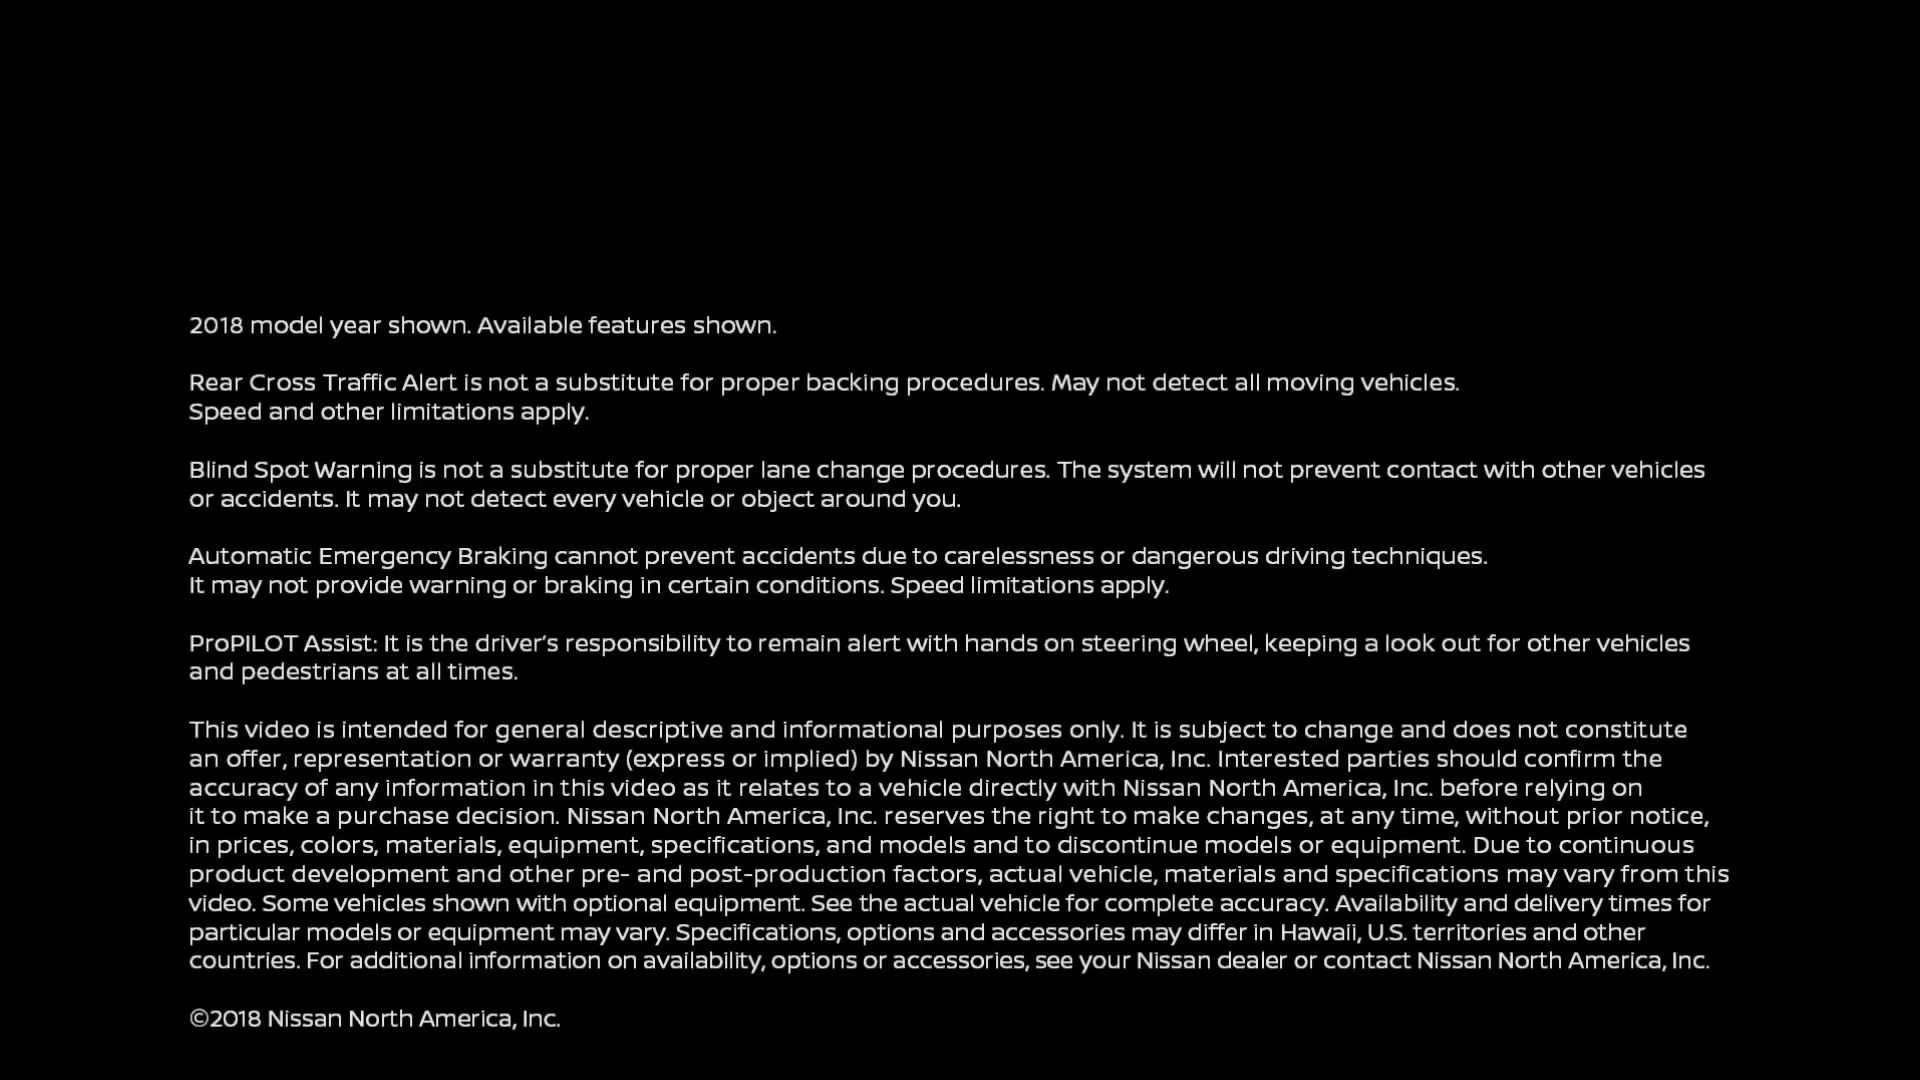 2018 model year shown. Available features shown.
Rear Cross Traffic Alert is not a substitute for proper backing procedures. May not detect all moving vehicles.
Speed and other limitations apply.
Blind Spot Warning is not a substitute for proper lane change procedures. The system will not prevent contact with other vehicles
or accidents. It may not detect every vehicle or object around you.
Automatic Emergency Braking cannot prevent accidents due to carelessness or dangerous driving techniques.
It may not provide warning or braking in certain conditions. Speed limitations apply.
ProPILOT Assist: It is the driver’s responsibility to remain alert with hands on steering wheel, keeping a look out for other vehicles
and pedestrians at all times.
This video is intended for general descriptive and informational purposes only. It is subject to change and does not constitute
an offer, representation or warranty (express or implied) by Nissan North America, Inc. Interested parties should confirm the
accuracy of any information in this video as it relates to a vehicle directly with Nissan North America, Inc. before relying on
it to make a purchase decision. Nissan North America, Inc. reserves the right to make changes, at any time, without prior notice,
in prices, colors, materials, equipment, specifications, and models and to discontinue models or equipment. Due to continuous
product development and other pre- and post-production factors, actual vehicle, materials and specifications may vary from this
video. Some vehicles shown with optional equipment. See the actual vehicle for complete accuracy. Availability and delivery times for
particular models or equipment may vary. Specifications, options and accessories may differ in Hawaii, U.S. territories and other
countries. For additional information on availability, options or accessories, see your Nissan dealer or contact Nissan North America, Inc.
©2018 Nissan North America, Inc.